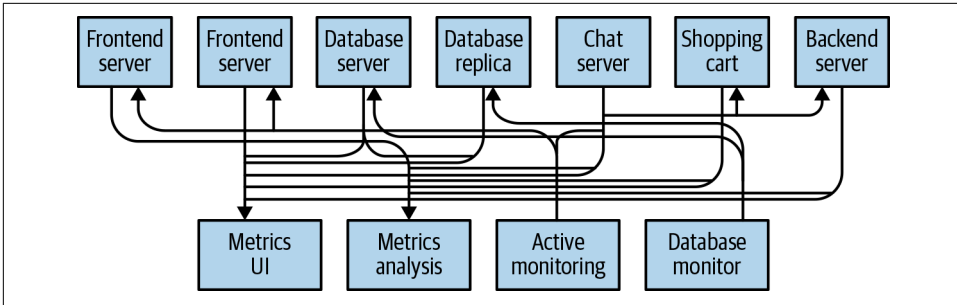 Frontend
server
Frontend
server
Database
server
Database
replica
Chat
server
Shopping
cart
Backend
server
Metrics
UI
Metrics
analysis
Active
monitoring
Database
monitor